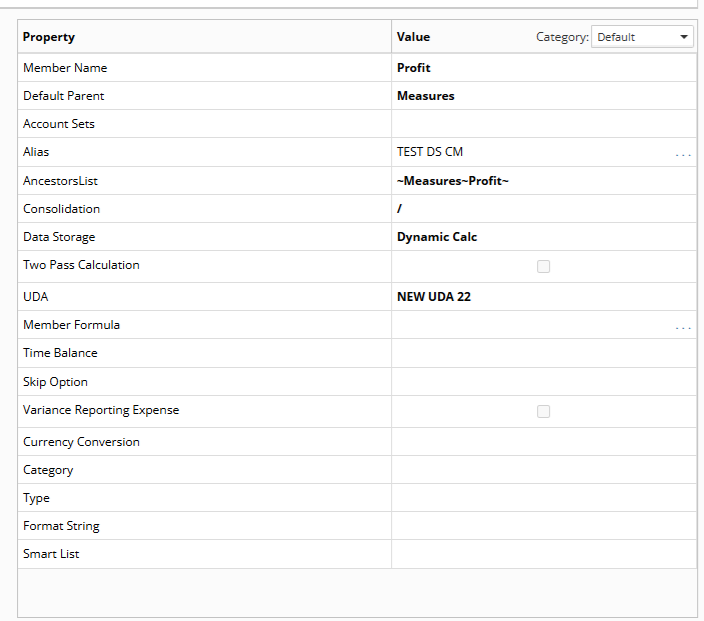 Property Value Category: Default
Member Name Profit
Default Parent Measures
Account Sets
Alias TEST DS CM ...
AncestorsList ~Measures~Profit~
Consolidation /
Data Storage Dynamic Calc
Two Pass Calculation
UDA NEW UDA 22
Member Formula ...
Time Balance
Skip Option
Variance Reporting Expense
Currency Conversion
Category
Type
Format String
Smart List